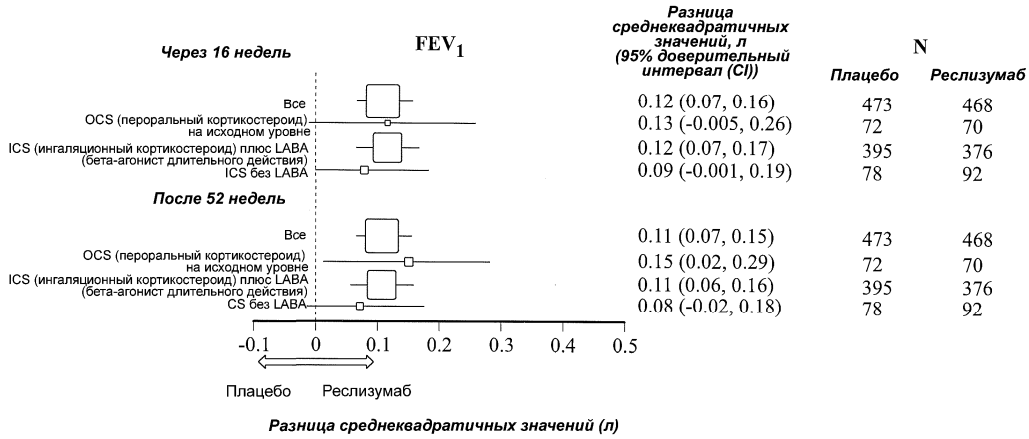 Разница
среднеквадратичных
значений, л
(95% доверительный
интервал (CI))
FEV1
N
Через 16 недель
Плацебо Реслизумаб
Все 0.12 (0.07, 0.16) 473 468
OCS (пероральный кортикостероид)
на исходном уровне 0.13 (-0.005, 0.26) 72 70
ICS (ингаляционный кортикостероид) плюс LABA
(бета-агонист длительного действия) 0.12 (0.07, 0.17) 395 376
ICS без LABA 0.09 (-0.001, 0.19) 78 92
После 52 недель
Все 0.11 (0.07, 0.15) 473 468
OCS (пероральный кортикостероид)
на исходном уровне 0.15 (0.02, 0.29) 72 70
ICS (ингаляционный кортикостероид) плюс LABA
(бета-агонист длительного действия) 0.11 (0.06, 0.16) 395 376
CS без LABA 0.08 (-0.02, 0.18) 78 92
-0.1 0 0.1 0.2 0.3 0.4 0.5
Плацебо Реслизумаб
Разница среднеквадратичных значений (л)